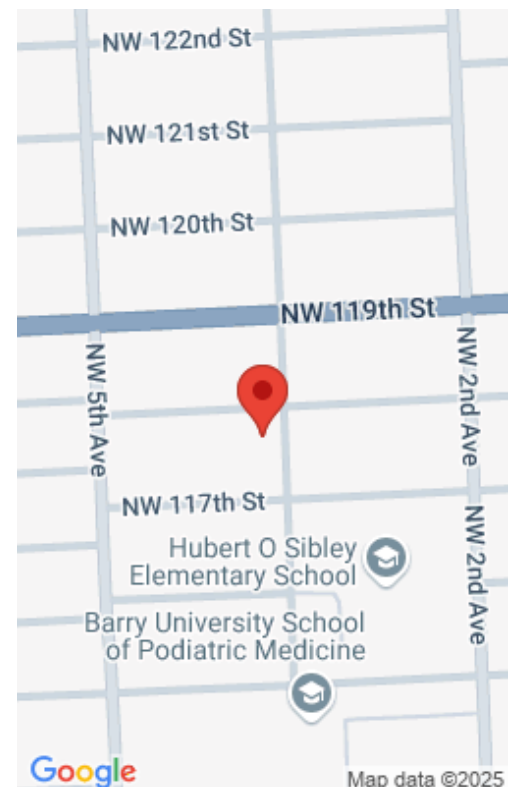 NW 122nd St
NW 121st St
NW 120th St
NW 119th St
NW 5th Ave
NW 2nd Ave
NW 117th St
NW 2nd Ave
Hubert O Sibley
Elementary School
Barry University School
of Podiatric Medicine
Google
Map data ©2025